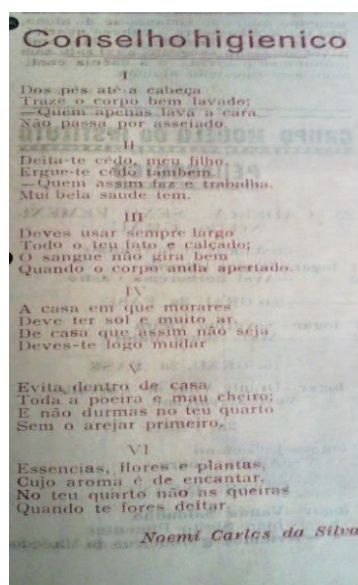 Conselho higienico
I
Dos pés até a cabeça
Traze o corpo bem lavado;
—Quem apenas lava a cara
Não passa por asseiado.
II
Deita-te cêdo, meu filho,
Ergue-te cêdo tambem.
—Quem assim faz e trabalha.
Mui bela saude tem.
III
Deves usar sempre largo
Todo o teu fato e calçado;
O sangue não gira bem
Quando o corpo anda apertado.
IV
A casa em que morares
Deve ter sol e muito ar.
De casa que assim não seja
Deves-te logo mudar
V
Evita dentro de casa
Toda a poeira e mau cheiro;
E não durmas no teu quarto
Sem o arejar primeiro.
VI
Essencias, flores e plantas,
Cujo aroma é de encantar,
No teu quarto não as queiras
Quando te fores deitar.
Noemi Carlos da Silva